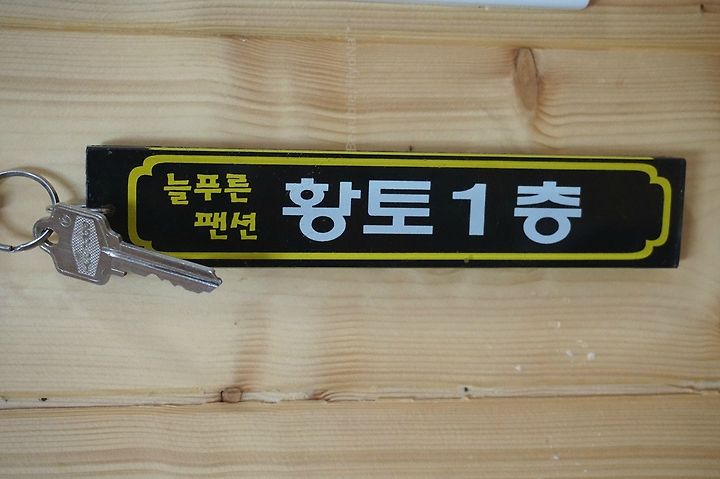 늘푸른
팬션
황토 1 층